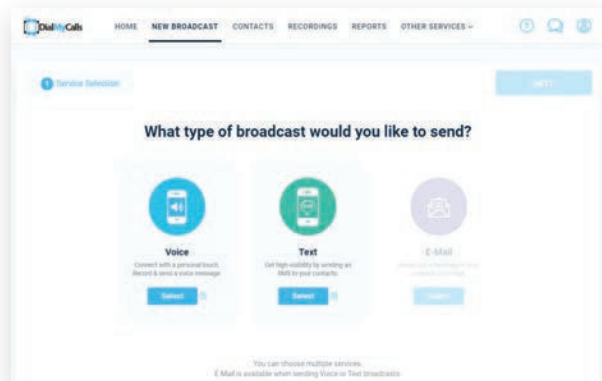 DialMyCalls
HOME NEW BROADCAST CONTACTS RECORDINGS REPORTS OTHER SERVICES
1 Service Selection
NEXT
What type of broadcast would you like to send?
Voice
Connect with a personal touch.
Record & send a voice message
Select
Text
Get high-visibility by sending an
SMS to your contacts.
Select
E-Mail
Select
You can choose multiple services.
E-Mail is available when sending Voice or Text broadcasts.